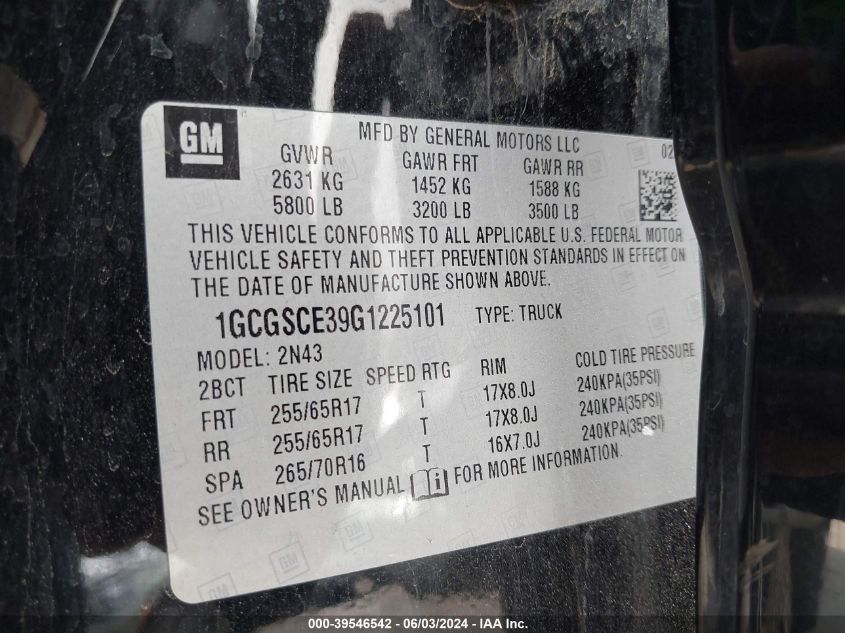 GM
MFD BY GENERAL MOTORS LLC
02
GVWR GAWR FRT GAWR RR
2631 KG 1452 KG 1588 KG
5800 LB 3200 LB 3500 LB
THIS VEHICLE CONFORMS TO ALL APPLICABLE U.S. FEDERAL MOTOR
VEHICLE SAFETY AND THEFT PREVENTION STANDARDS IN EFFECT ON
THE DATE OF MANUFACTURE SHOWN ABOVE.
1GCGSCE39G1225101 TYPE: TRUCK
MODEL: 2N43
2BCT TIRE SIZE SPEED RTG RIM COLD TIRE PRESSURE
FRT 255/65R17 T 17X8.0J 240KPA(35PSI)
RR 255/65R17 T 17X8.0J 240KPA(35PSI)
SPA 265/70R16 T 16X7.0J 240KPA(35PSI)
SEE OWNER'S MANUAL i FOR MORE INFORMATION.
000-39546542 - 06/03/2024 - IAA Inc.